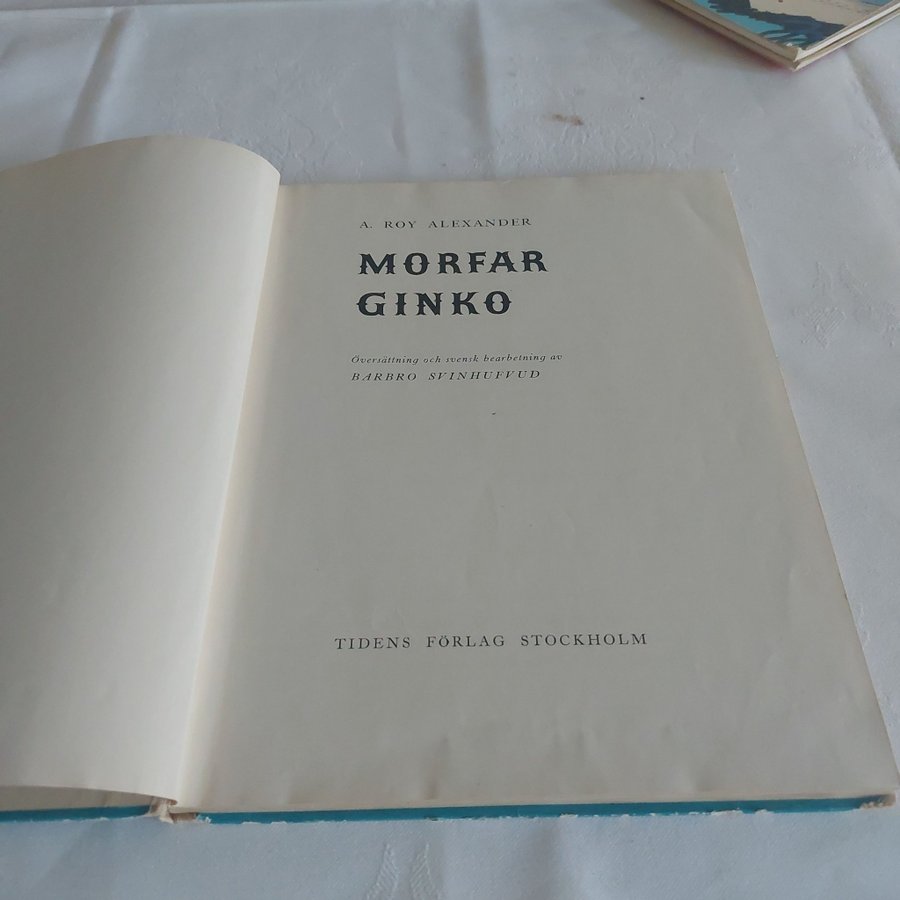 A. ROY ALEXANDER
MORFAR
GINKO
Översättning och svensk bearbetning av
BARBRO SVINHUFVUD
TIDENS FÖRLAG STOCKHOLM